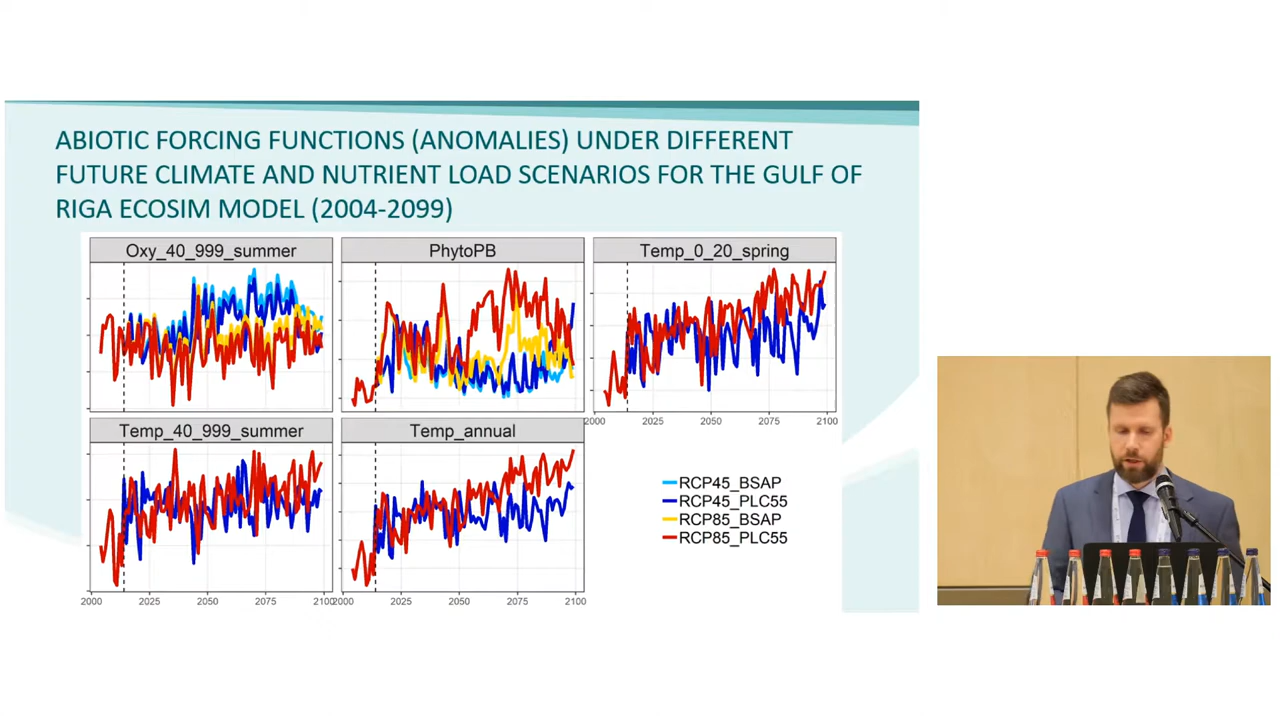 ABIOTIC FORCING FUNCTIONS (ANOMALIES) UNDER DIFFERENT
FUTURE CLIMATE AND NUTRIENT LOAD SCENARIOS FOR THE GULF OF
RIGA ECOSIM MODEL (2004-2099)
Oxy_40_999_summer
PhytoPB
Temp_0_20_spring
2000 2025 2050 2075 2100
Temp_40_999_summer
Temp_annual
RCP45_BSAP
RCP45_PLC55
RCP85_BSAP
RCP85_PLC55
2000 2025 2050 2075 2100
2000 2025 2050 2075 2100